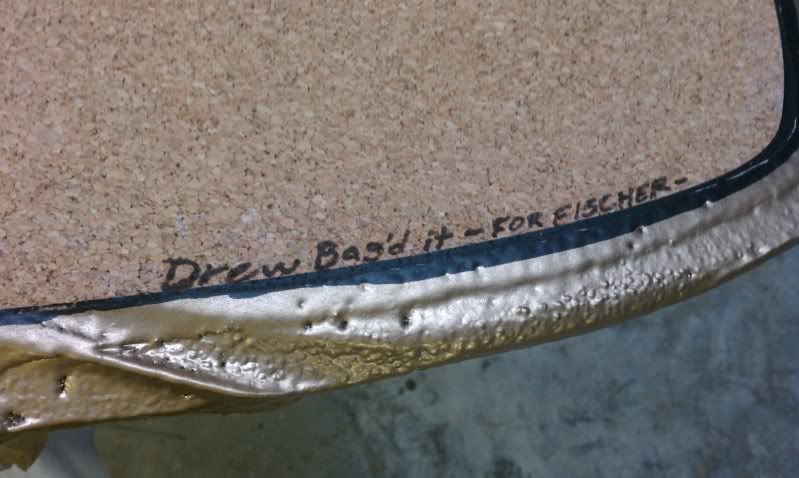 Drew Bag'd it - FOR FISCHER -